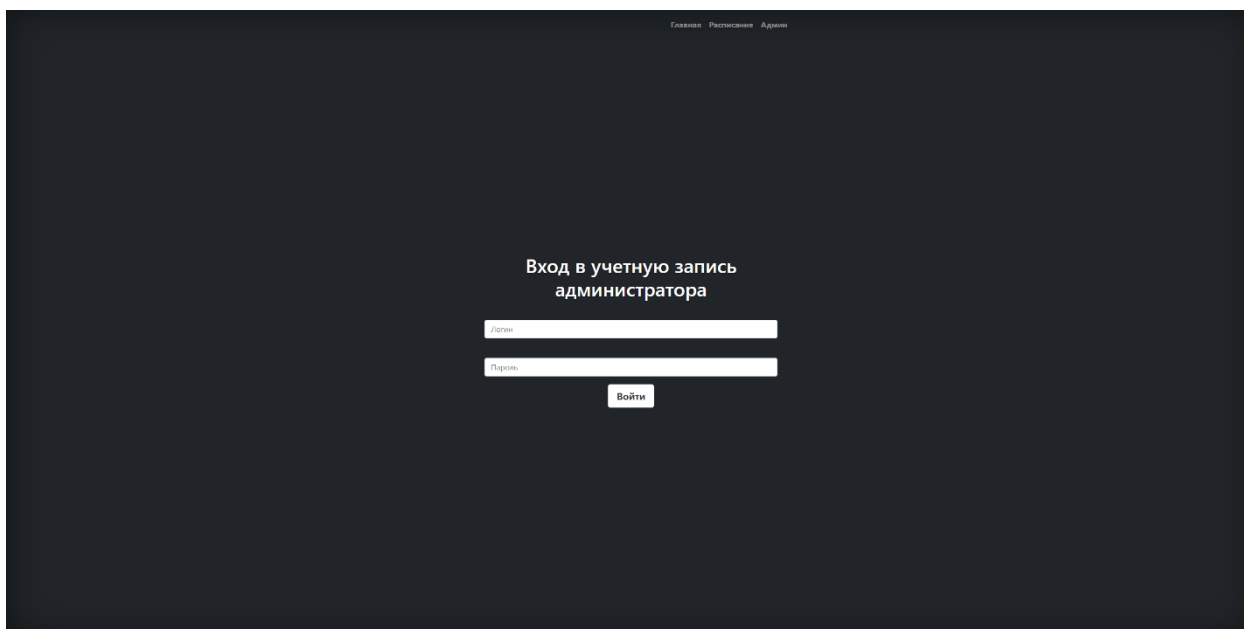 Главная Расписание Админ
Вход в учетную запись
администратора
Логин
Пароль
Войти